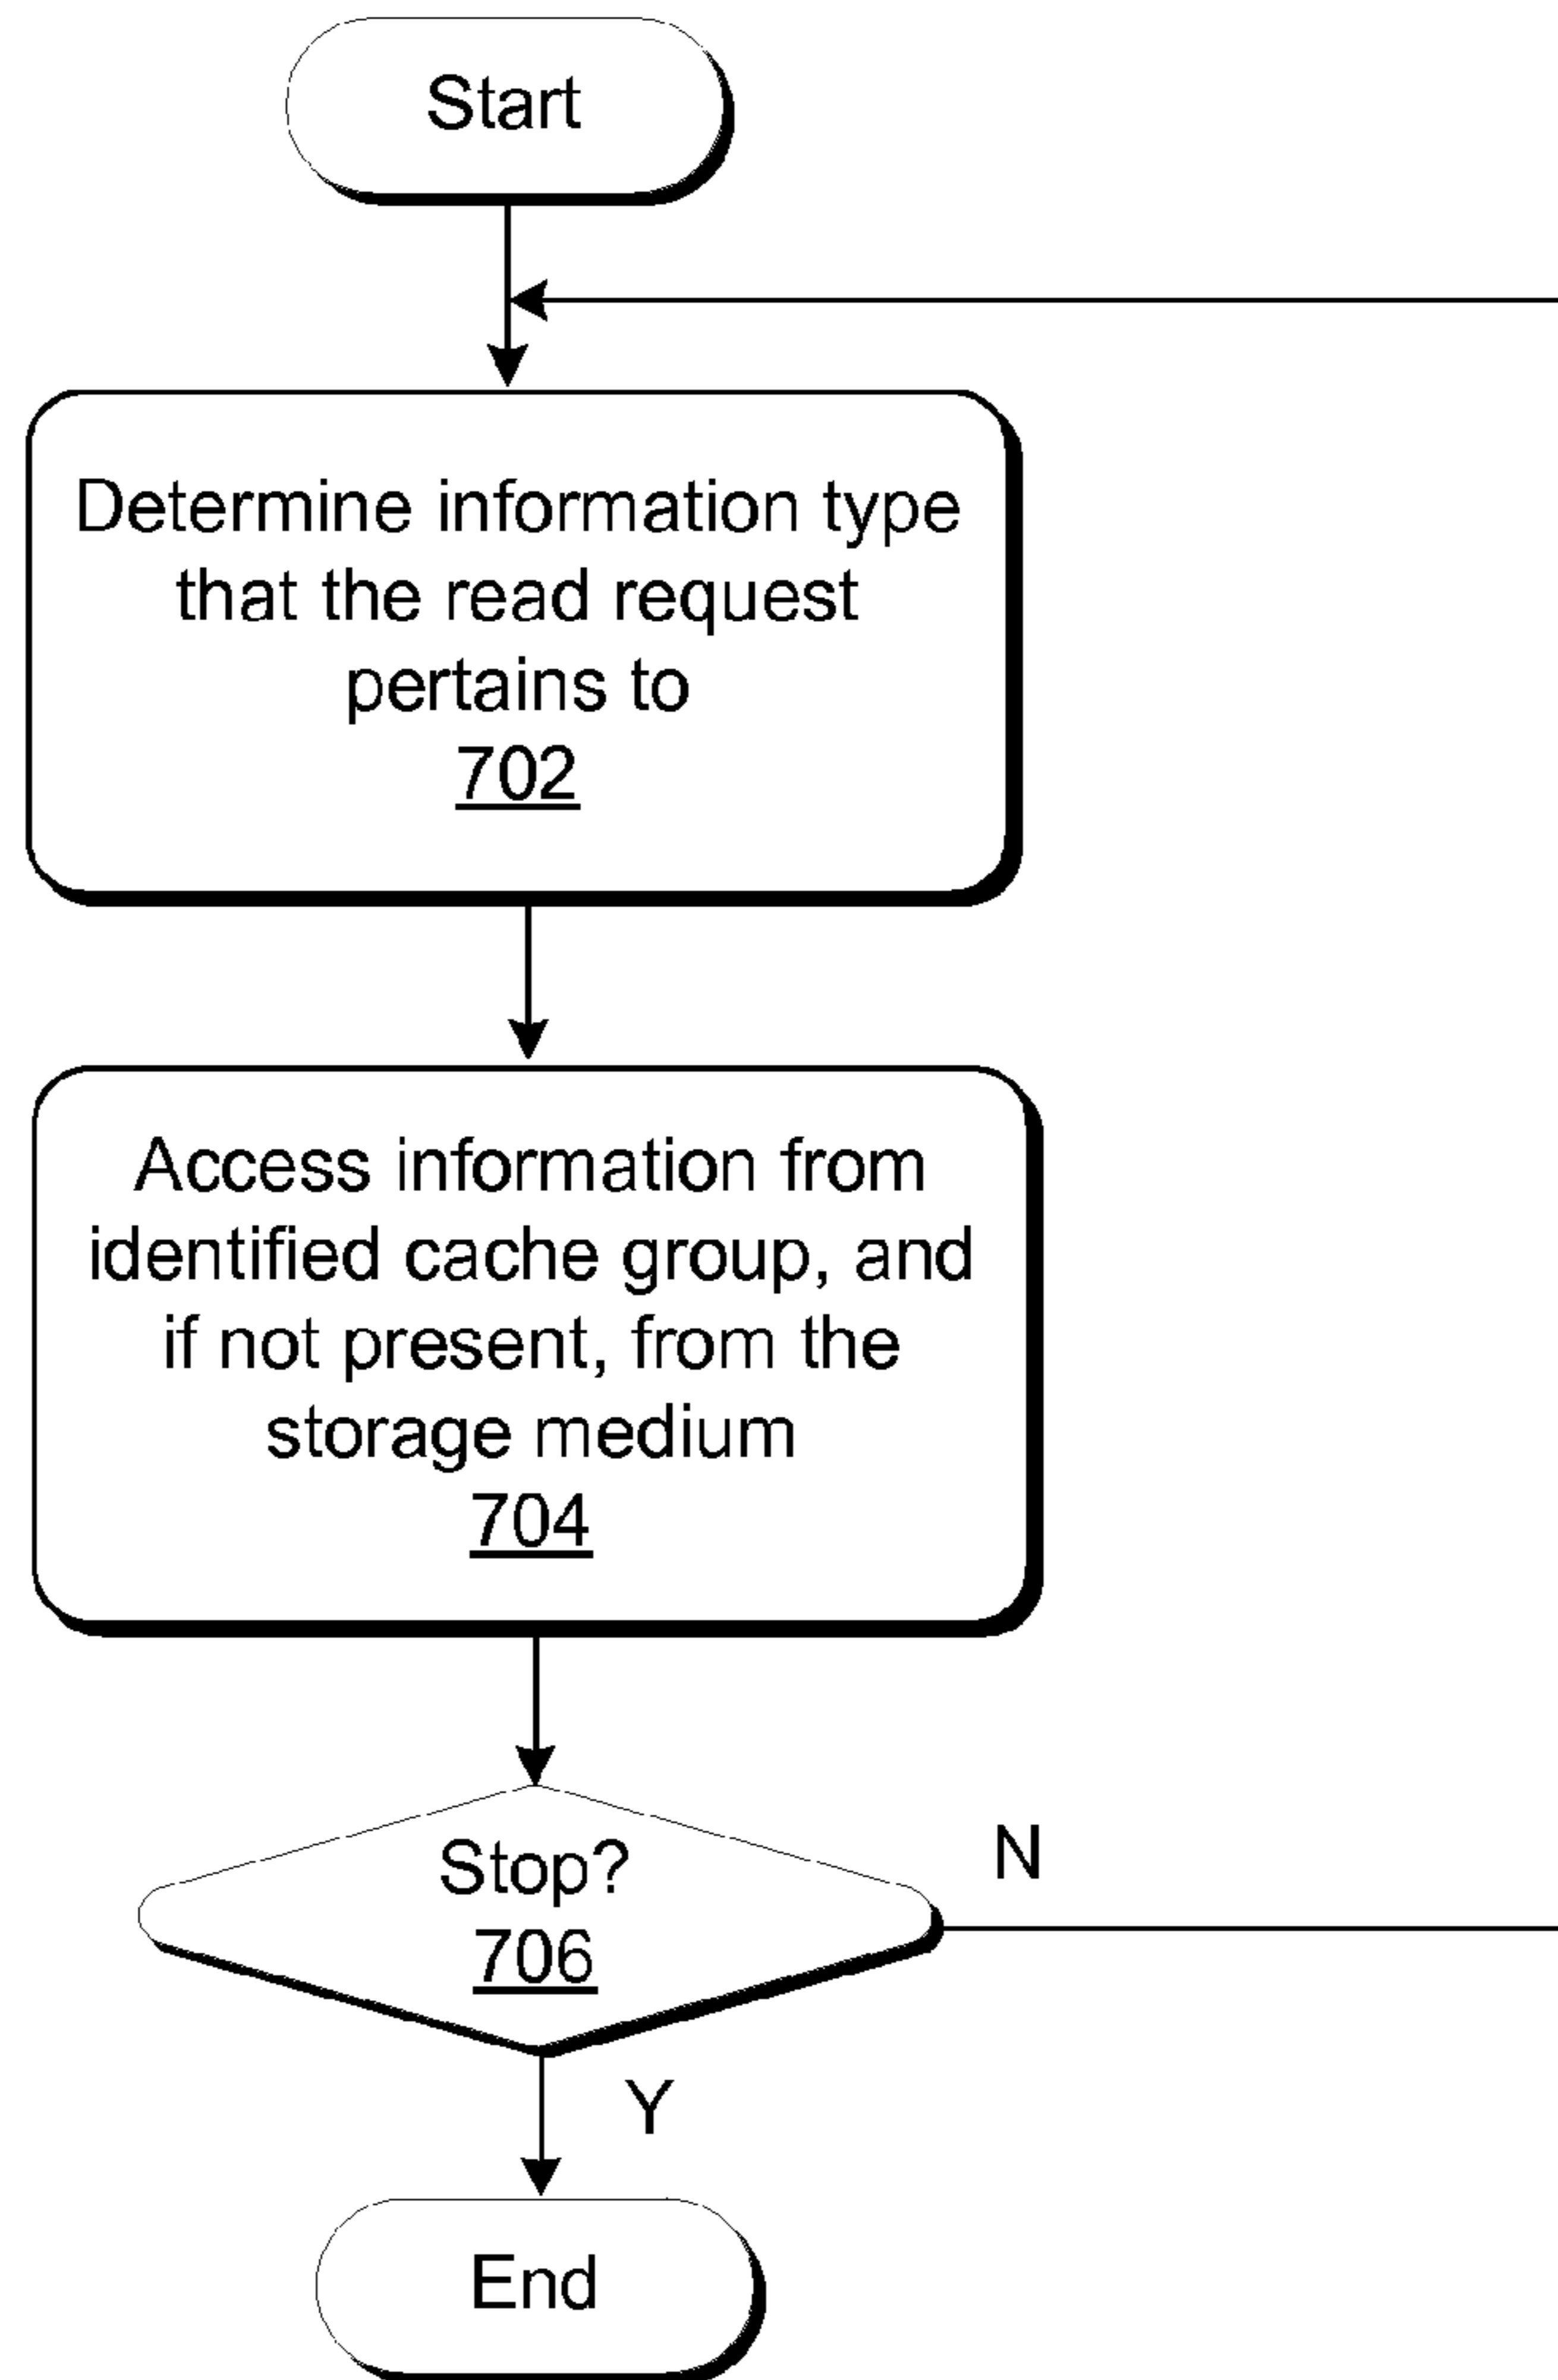 Start
Determine information type
that the read request
pertains to
702
Access information from
identified cache group, and
if not present, from the
storage medium
704
Stop?
N
706
Y
End